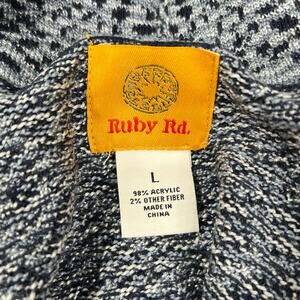 Ruby Rd.
L
98% ACRYLIC
2% OTHER FIBER
MADE IN
CHINA